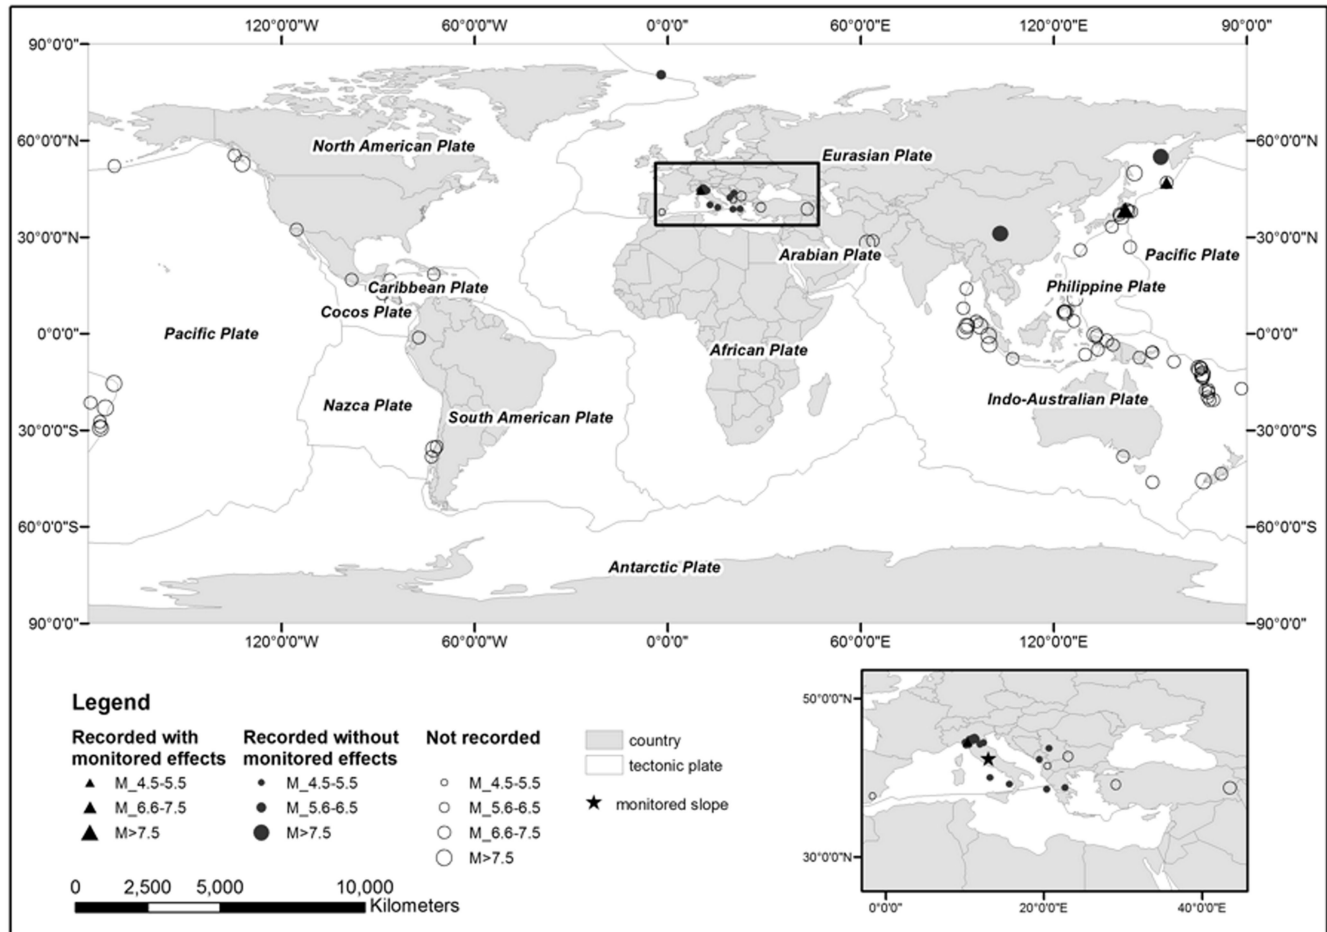 120°0'0"W 60°0'0"W 0°0'0" 60°0'0"E 120°0'0"E 90°0'0"
90°0'0" 90°0'0"
60°0'0"N 60°0'0"N
North American Plate Eurasian Plate
30°0'0"N 30°0'0"N
Arabian Plate Pacific Plate
Caribbean Plate Philippine Plate
Cocos Plate
0°0'0" Pacific Plate 0°0'0"
African Plate
Nazca Plate Indo-Australian Plate
South American Plate
30°0'0"S 30°0'0"S
60°0'0"S 60°0'0"S
Antarctic Plate
90°0'0"E 90°0'0"E
120°0'0"W 60°0'0"W 0°0'0" 60°0'0"E 120°0'0"E
Legend
Recorded with
monitored effects
M_4.5-5.5
M_6.6-7.5
M>7.5
Recorded without
monitored effects
M_4.5-5.5
M_5.6-6.5
M>7.5
Not recorded
M_4.5-5.5
M_5.6-6.5
M_6.6-7.5
M>7.5
country
tectonic plate
monitored slope
0 2,500 5,000 10,000
Kilometers
50°0'0"N
30°0'0"N
0°0'0" 20°0'0"E 40°0'0"E